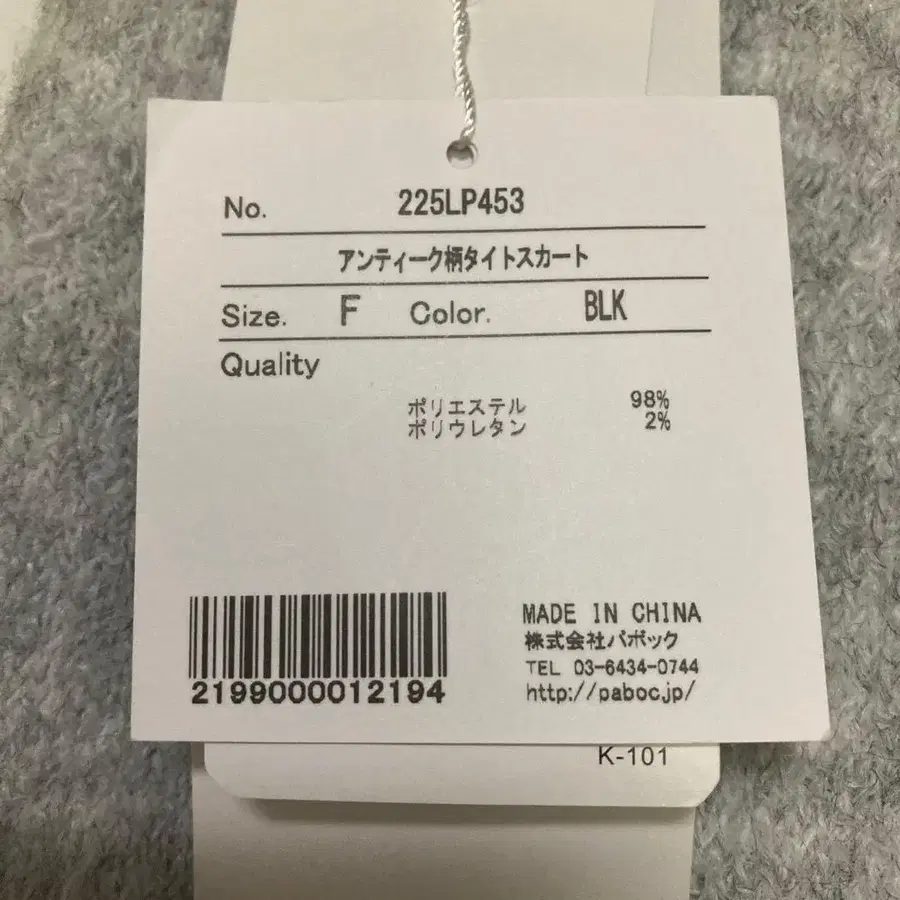 No. 225LP453
アンティーク柄タイトスカート
Size. F Color. BLK
Quality
ポリエステル 98%
ポリウレタン 2%
2199000012194
MADE IN CHINA
株式会社パボック
TEL 03-6434-0744
http://paboc.jp/
K-101